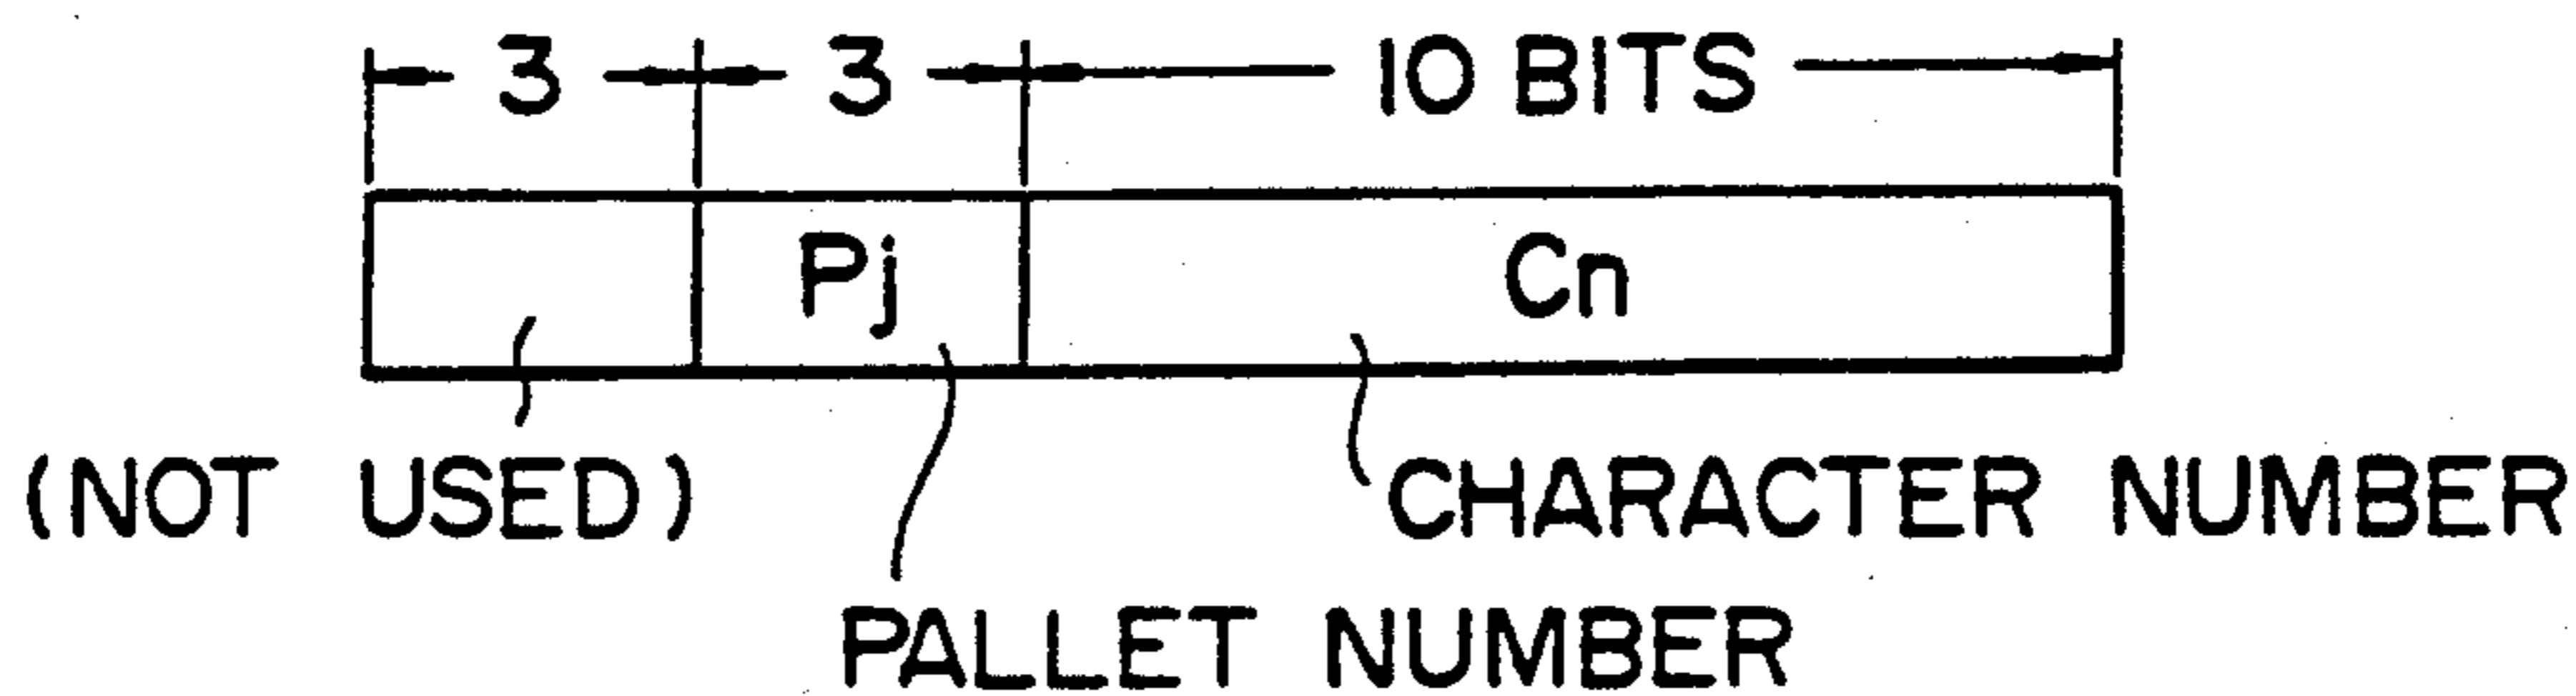 3 3 10 BITS
Pj Cn
(NOT USED) CHARACTER NUMBER
PALLET NUMBER